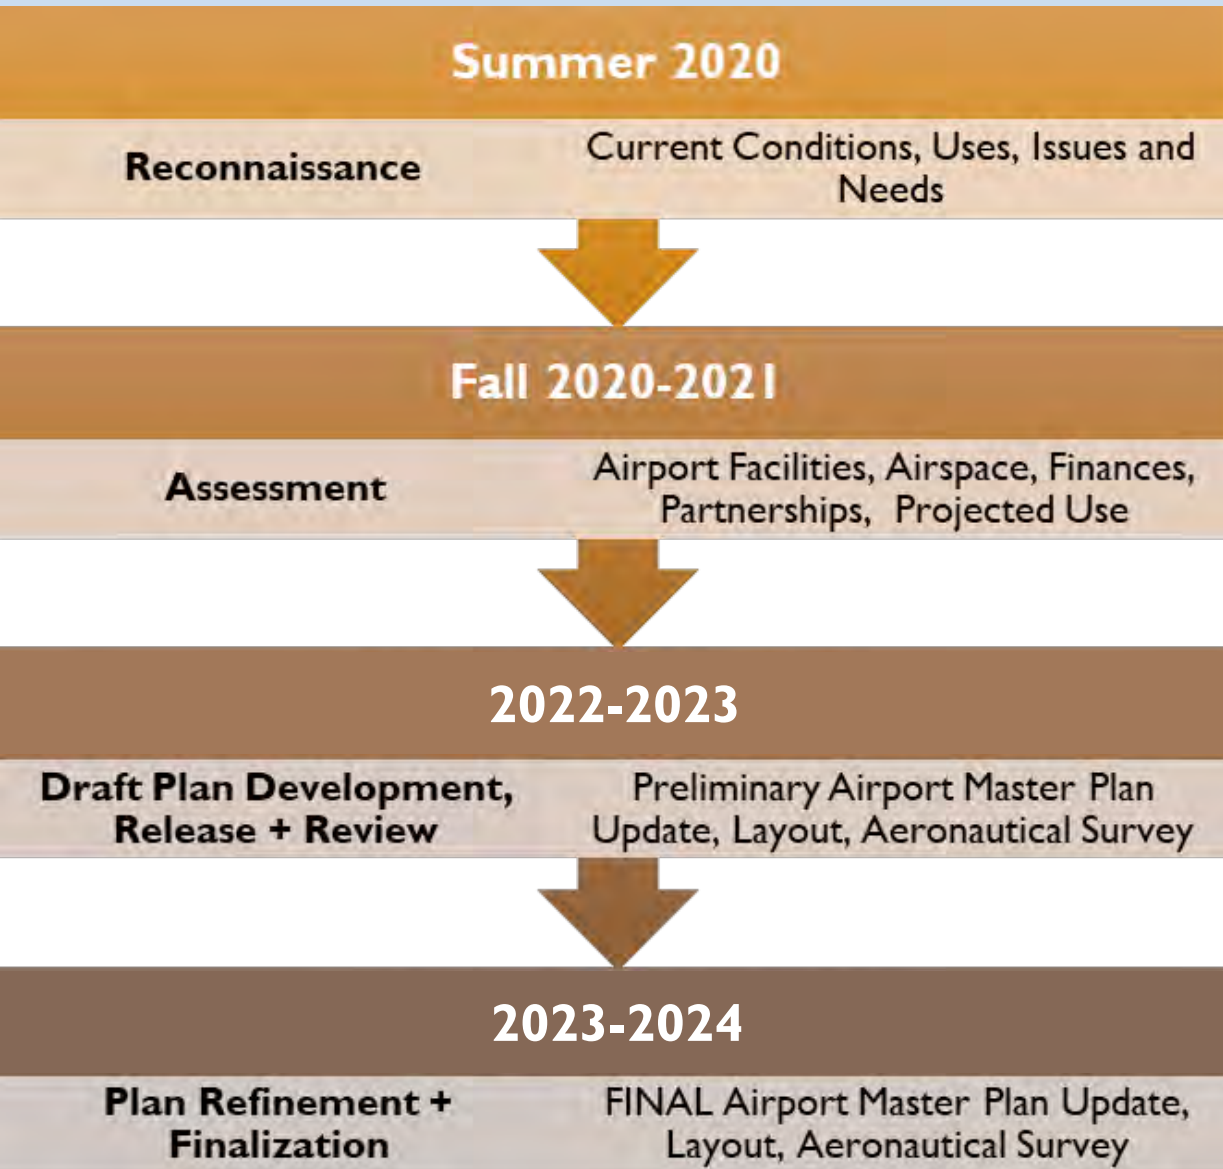 Summer 2020
Reconnaissance
Current Conditions, Uses, Issues and
Needs
Fall 2020-2021
Assessment
Airport Facilities, Airspace, Finances,
Partnerships, Projected Use
2022-2023
Draft Plan Development,
Release + Review
Preliminary Airport Master Plan
Update, Layout, Aeronautical Survey
2023-2024
Plan Refinement +
Finalization
FINAL Airport Master Plan Update,
Layout, Aeronautical Survey